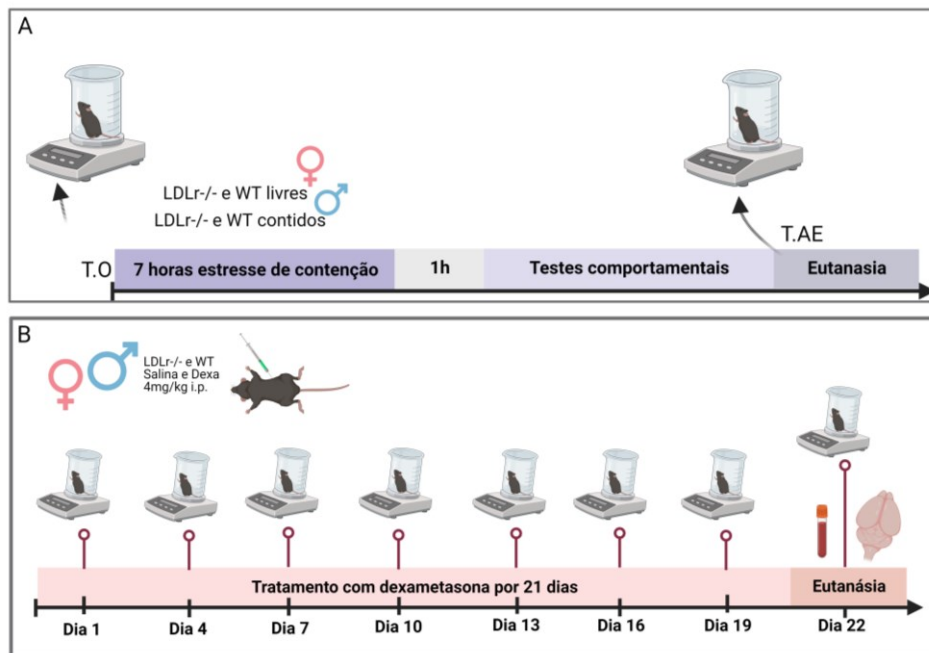 A
LDLr-/- e WT livres
LDLr-/- e WT contidos
T.AE
T.O
7 horas estresse de contenção
1h
Testes comportamentais
Eutanasia
B
LDLr-/- e WT
Salina e Dexa
4mg/kg i.p.
Tratamento com dexametasona por 21 dias
Eutanásia
Dia 1
Dia 4
Dia 7
Dia 10
Dia 13
Dia 16
Dia 19
Dia 22